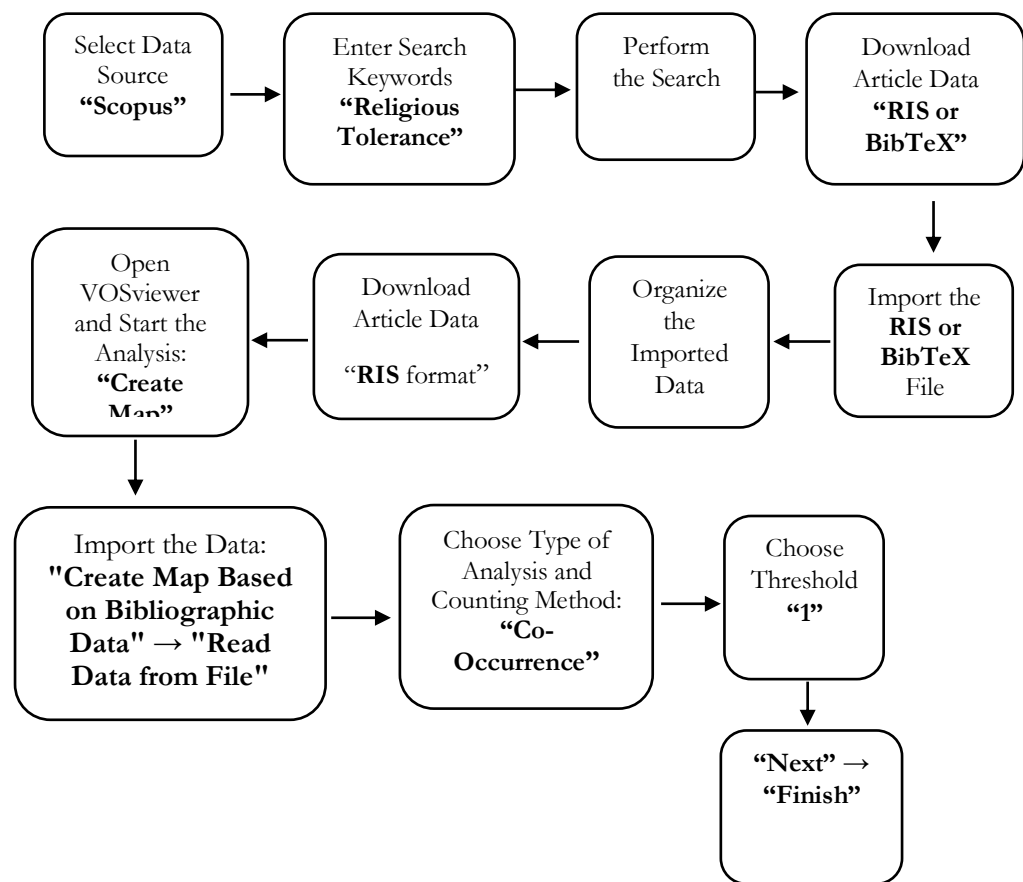 Select Data
Source
“Scopus”
Enter Search
Keywords
“Religious
Tolerance”
Perform
the Search
Download
Article Data
“RIS or
BibTeX”
Import the
RIS or
BibTeX
File
Organize
the
Imported
Data
Download
Article Data
“RIS format”
Open
VOSviewer
and Start the
Analysis:
“Create
Map”
Import the Data:
"Create Map Based
on Bibliographic
Data" → "Read
Data from File"
Choose Type of
Analysis and
Counting Method:
“Co-
Occurrence”
Choose
Threshold
“1”
“Next” →
“Finish”